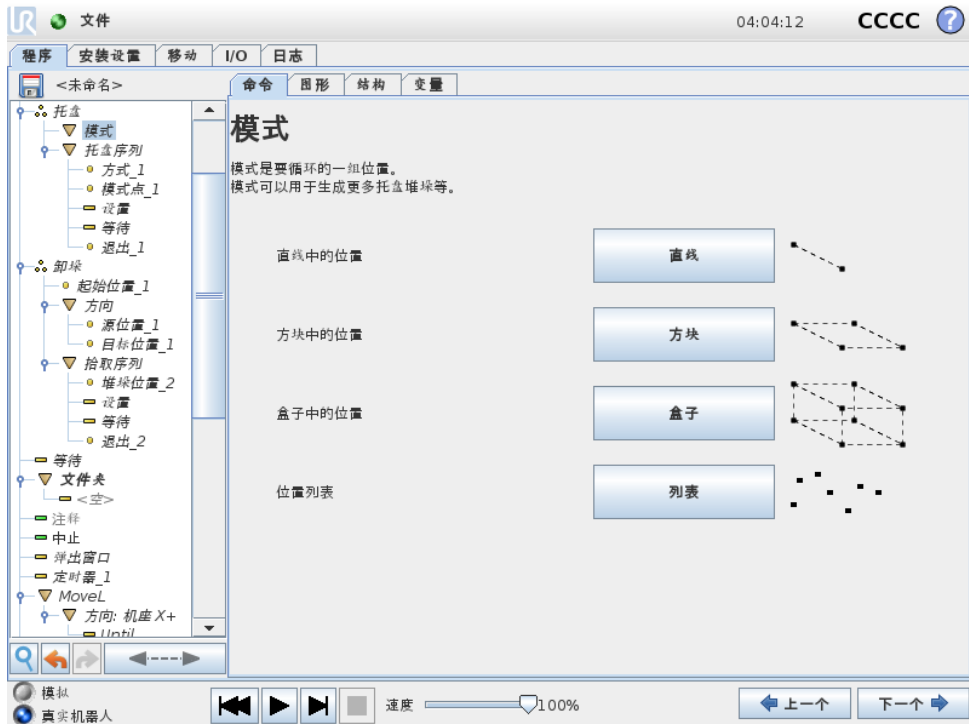 UR 文件 04:04:12 CCCC ?
程序 安装设置 移动 I/O 日志
<未命名>
命令 图形 结构 变量
托盘
模式
托盘序列
方式_1
模式点_1
设置
等待
退出_1
卸垛
起始位置_1
方向
源位置_1
目标位置_1
拾取序列
堆垛位置_2
设置
等待
退出_2
等待
文件夹
<空>
注释
中止
弹出窗口
定时器_1
MoveL
方向: 机座 X+
Until
模式
模式是要循环的一组位置。
模式可以用于生成更多托盘堆垛等。
直线中的位置 直线
方块中的位置 方块
盒子中的位置 盒子
位置列表 列表
模拟
真实机器人
速度 100%
上一个 下一个